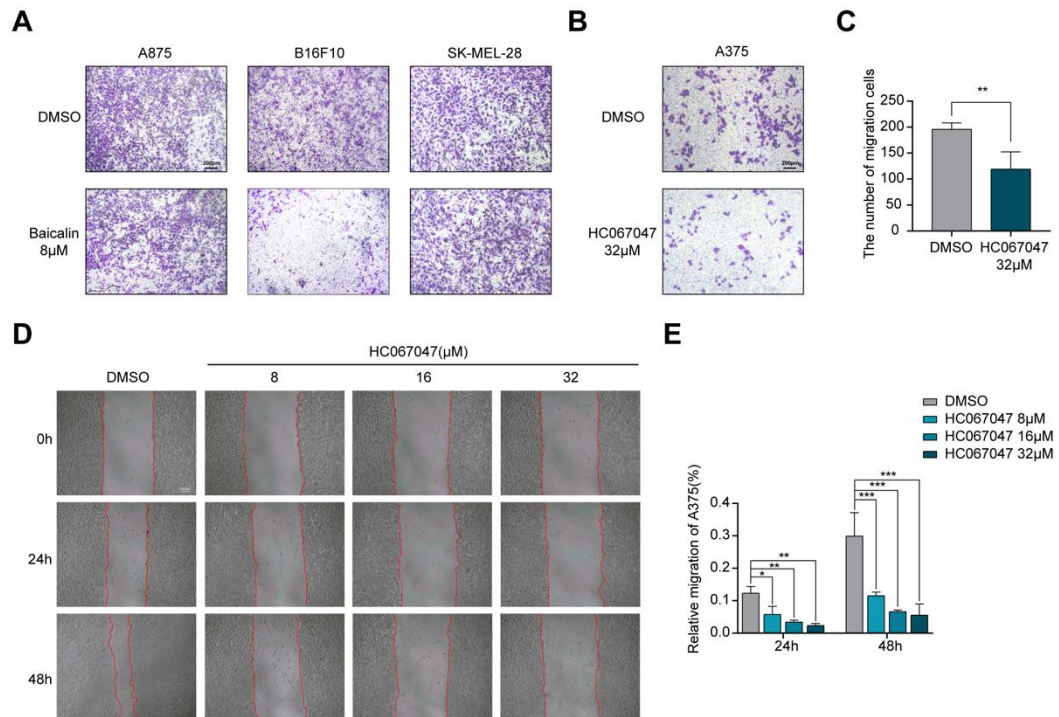 A
A875
B16F10
SK-MEL-28
DMSO
200μm
Baicalin
8μM
B
A375
DMSO
200μm
HC067047
32μM
C
The number of migration cells
250
200
150
100
50
0
**
DMSO
HC067047
32μM
D
HC067047(μM)
DMSO
8
16
32
0h
24h
48h
E
DMSO
HC067047 8μM
HC067047 16μM
HC067047 32μM
Relative migration of A375(%)
0.4
0.3
0.2
0.1
0.0
**
**
*
***
***
***
24h
48h